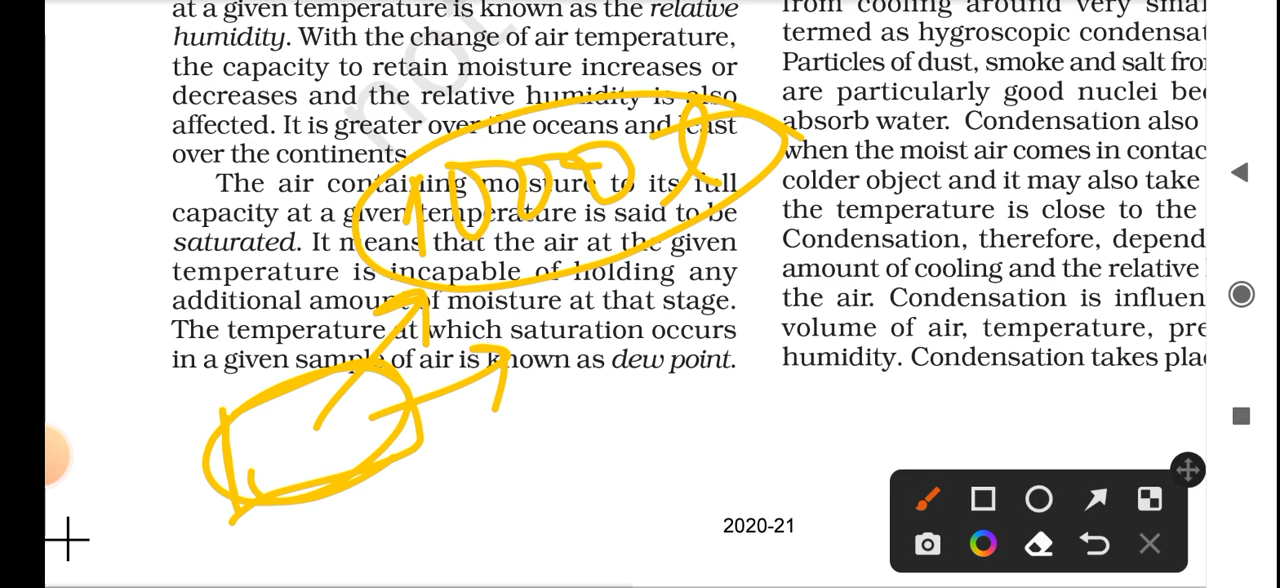 at a given temperature is known as the relative
humidity. With the change of air temperature,
the capacity to retain moisture increases or
decreases and the relative humidity is also
affected. It is greater over the oceans and least
over the continents.
The air containing moisture to its full
capacity at a given temperature is said to be
saturated. It means that the air at the given
temperature is incapable of holding any
additional amount of moisture at that stage.
The temperature at which saturation occurs
in a given sample of air is known as dew point.
from cooling around very smal
termed as hygroscopic condensat
Particles of dust, smoke and salt fro
are particularly good nuclei bec
absorb water. Condensation also
when the moist air comes in contac
colder object and it may also take
the temperature is close to the
Condensation, therefore, depend
amount of cooling and the relative
the air. Condensation is influen
volume of air, temperature, pre
humidity. Condensation takes pla
not
2020-21